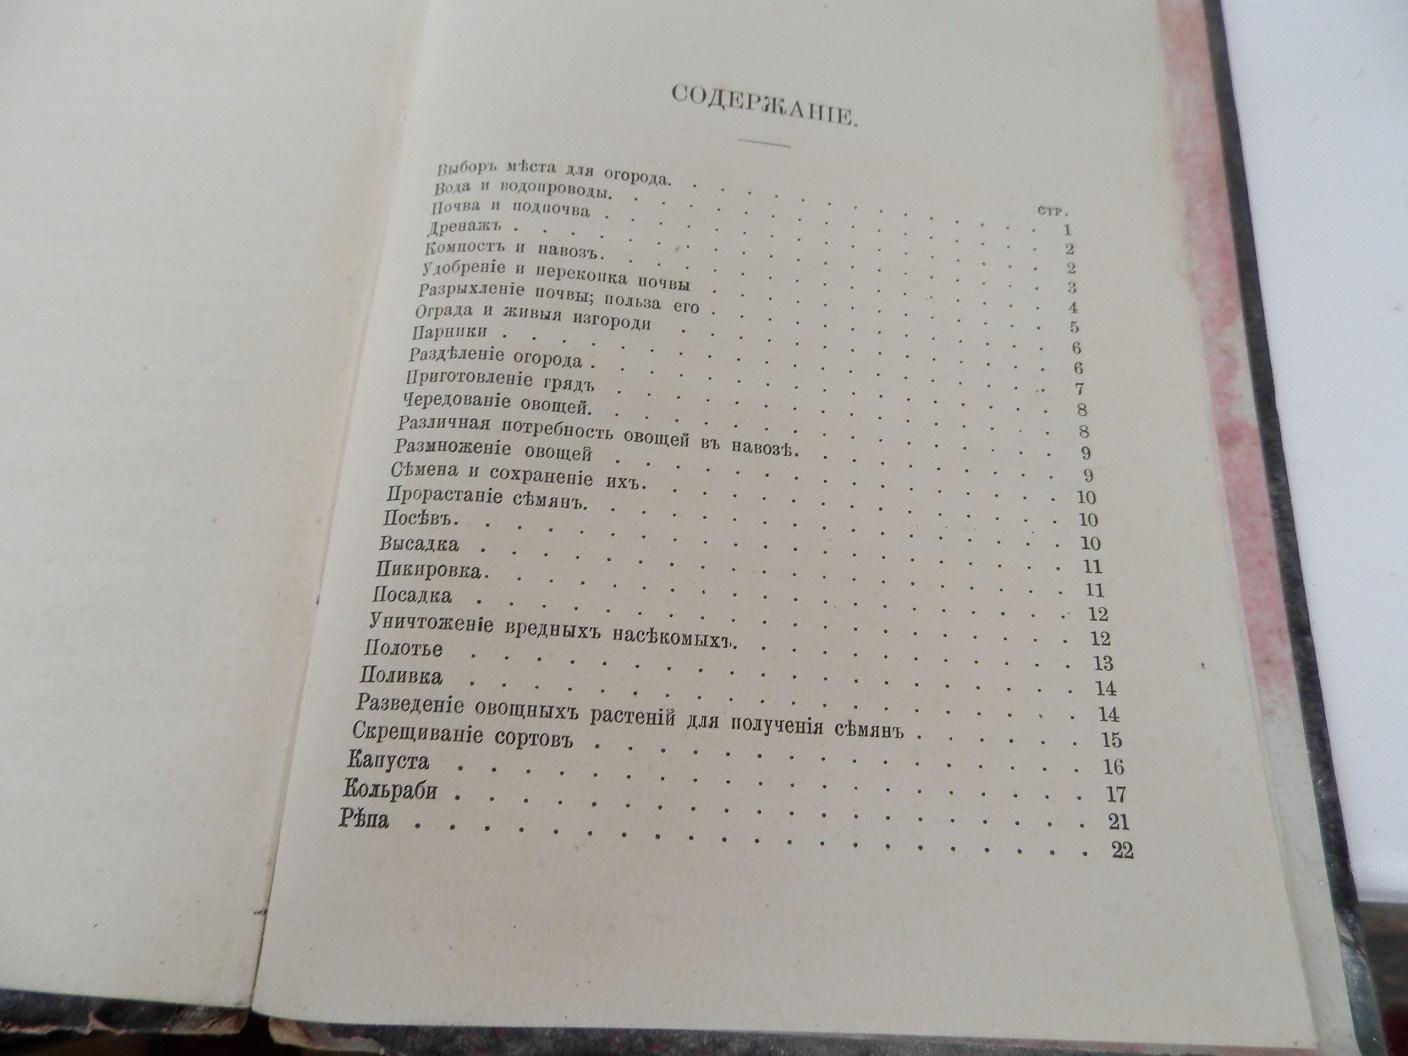 СОДЕРЖАНІЕ.
СТР.
Выборъ мѣста для огорода. . . . . . . . . . . . . . 1
Вода и водопроводы. . . . . . . . . . . . . . . . 2
Почва и подпочва . . . . . . . . . . . . . . . . 2
Дренажъ . . . . . . . . . . . . . . . . . . . 3
Компостъ и навозъ. . . . . . . . . . . . . . . . 4
Удобреніе и перекопка почвы . . . . . . . . . . . . 5
Разрыхленіе почвы; польза его . . . . . . . . . . . . 6
Ограда и живыя изгороди . . . . . . . . . . . . . 6
Парники . . . . . . . . . . . . . . . . . . . 7
Раздѣленіе огорода . . . . . . . . . . . . . . . . 8
Приготовленіе грядъ . . . . . . . . . . . . . . . 8
Чередованіе овощей. . . . . . . . . . . . . . . . 9
Различная потребность овощей въ навозѣ. . . . . . . . . 9
Размноженіе овощей . . . . . . . . . . . . . . . 10
Сѣмена и сохраненіе ихъ. . . . . . . . . . . . . . 10
Прорастаніе сѣмянъ. . . . . . . . . . . . . . . . 10
Посѣвъ. . . . . . . . . . . . . . . . . . . . 11
Высадка . . . . . . . . . . . . . . . . . . . 11
Пикировка. . . . . . . . . . . . . . . . . . . 12
Посадка . . . . . . . . . . . . . . . . . . . 12
Уничтоженіе вредныхъ насѣкомыхъ. . . . . . . . . . . 13
Полотье . . . . . . . . . . . . . . . . . . . 14
Поливка . . . . . . . . . . . . . . . . . . . 14
Разведеніе овощныхъ растеній для полученія сѣмянъ . . . . . . 15
Скрещиваніе сортовъ . . . . . . . . . . . . . . . 16
Капуста . . . . . . . . . . . . . . . . . . . 17
Кольраби . . . . . . . . . . . . . . . . . . . 21
Рѣпа . . . . . . . . . . . . . . . . . . . . 22